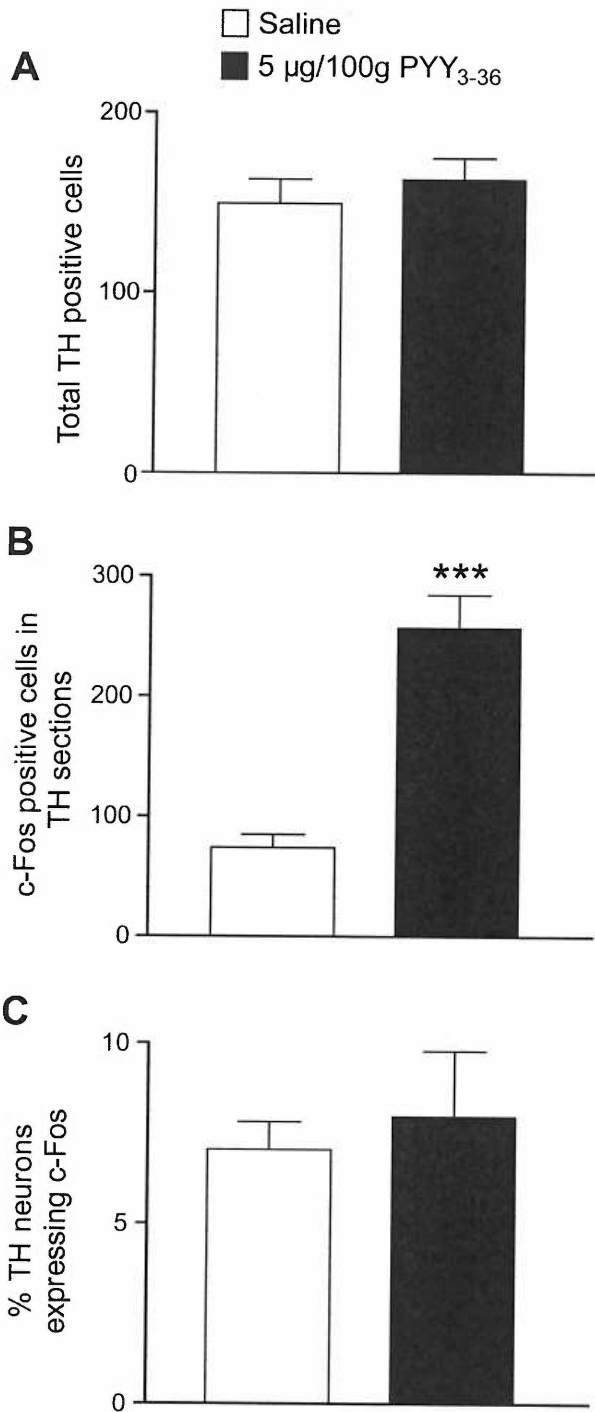 Saline
5 µg/100g PYY3-36
A
200
100
0
Total TH positive cells
B
***
300
200
100
0
c-Fos positive cells in
TH sections
C
10
5
0
% TH neurons
expressing c-Fos